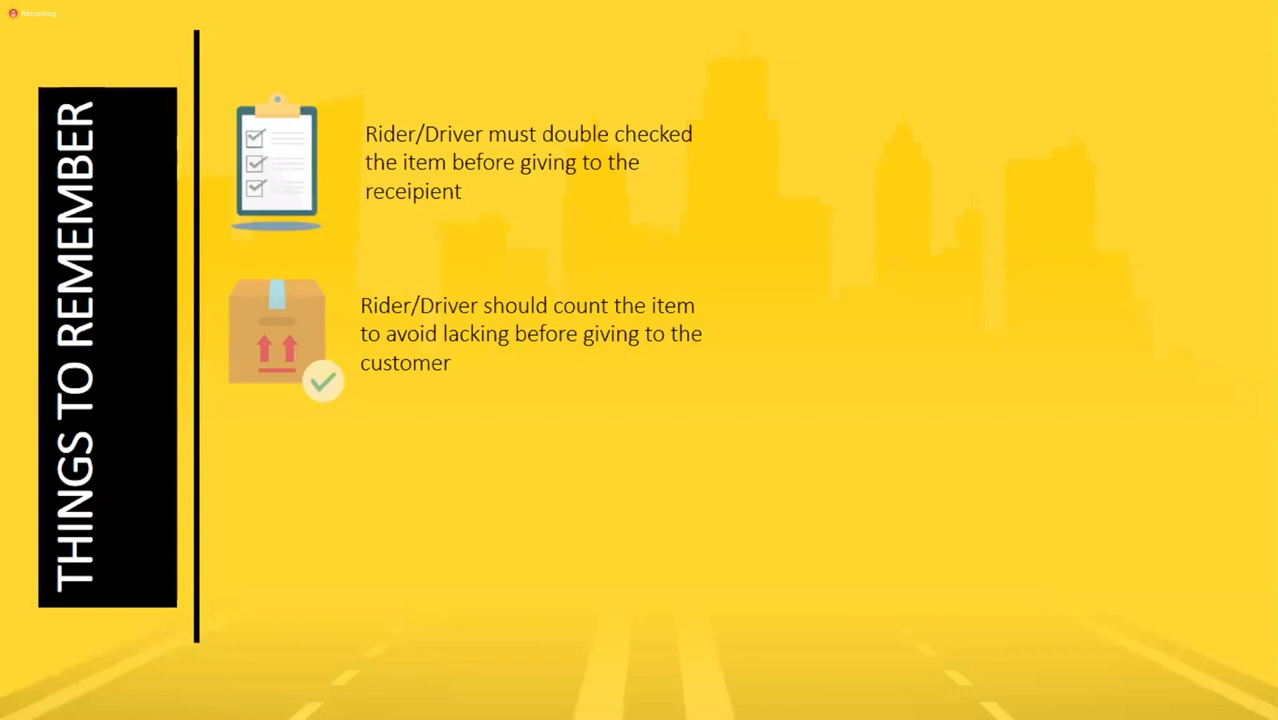 Recording
THINGS TO REMEMBER
Rider/Driver must double checked
the item before giving to the
receipient
Rider/Driver should count the item
to avoid lacking before giving to the
customer